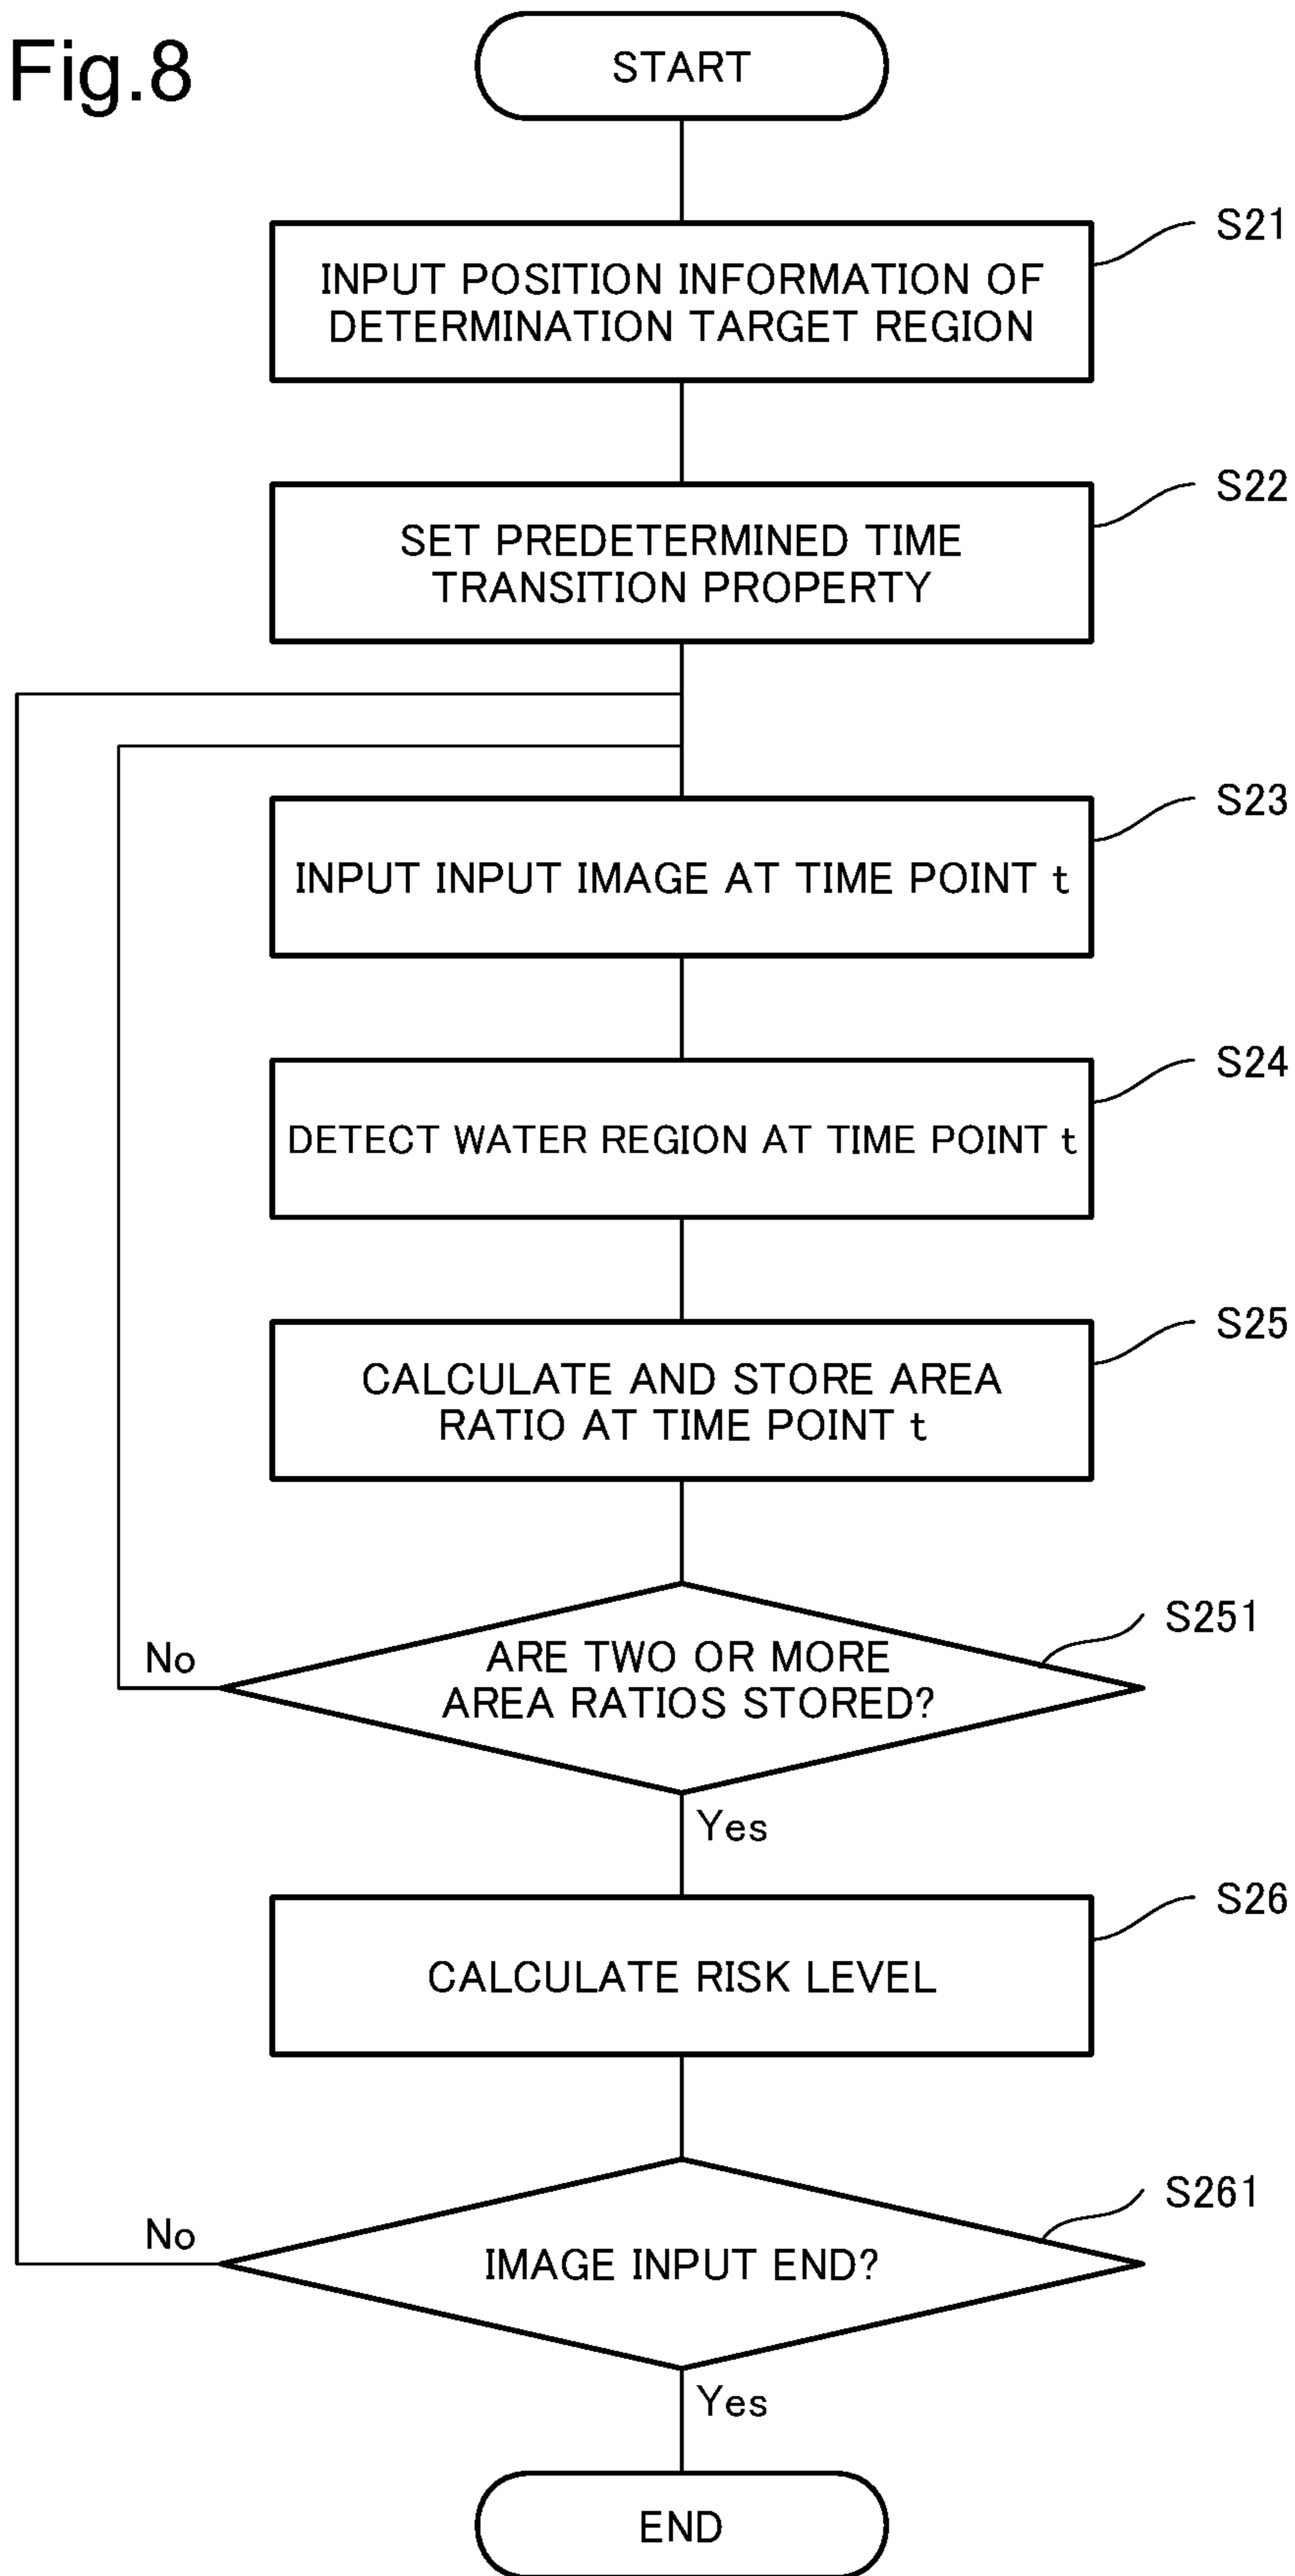 Fig.8
START
S21
INPUT POSITION INFORMATION OF
DETERMINATION TARGET REGION
S22
SET PREDETERMINED TIME
TRANSITION PROPERTY
S23
INPUT INPUT IMAGE AT TIME POINT t
S24
DETECT WATER REGION AT TIME POINT t
S25
CALCULATE AND STORE AREA
RATIO AT TIME POINT t
S251
No
ARE TWO OR MORE
AREA RATIOS STORED?
Yes
S26
CALCULATE RISK LEVEL
S261
No
IMAGE INPUT END?
Yes
END